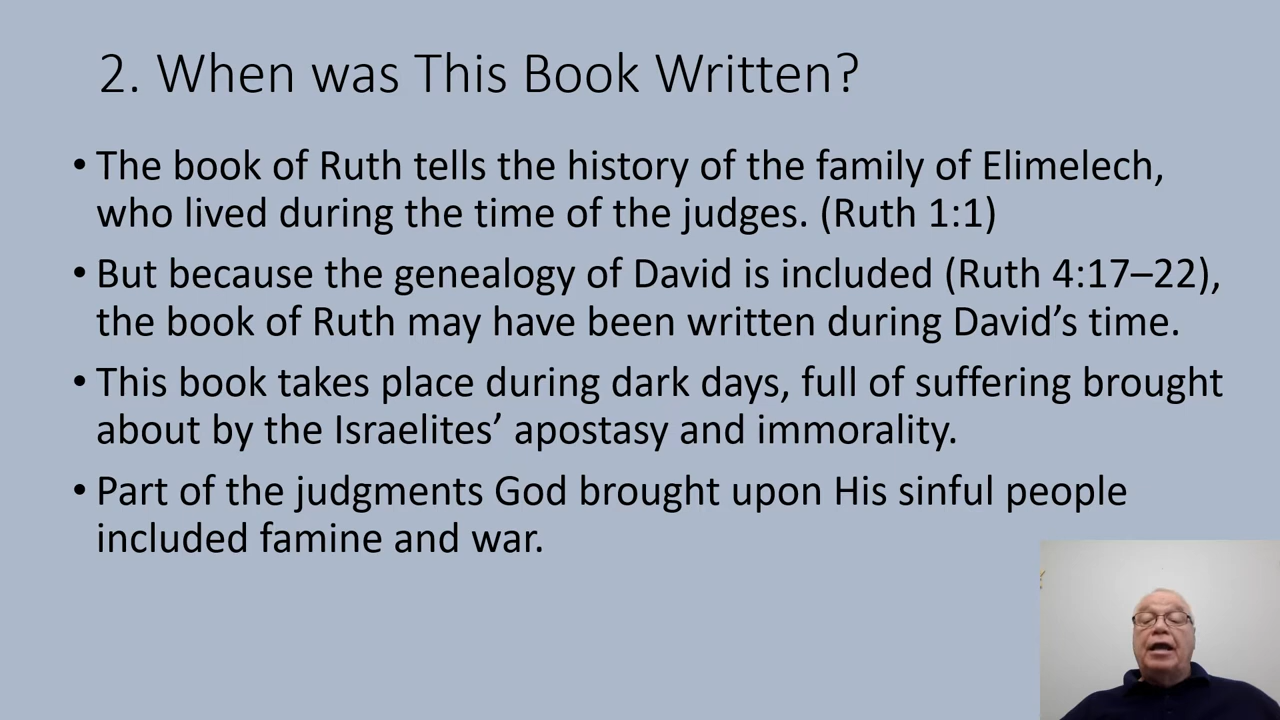 2. When was This Book Written?
• The book of Ruth tells the history of the family of Elimelech,
who lived during the time of the judges. (Ruth 1:1)
• But because the genealogy of David is included (Ruth 4:17–22),
the book of Ruth may have been written during David’s time.
• This book takes place during dark days, full of suffering brought
about by the Israelites’ apostasy and immorality.
• Part of the judgments God brought upon His sinful people
included famine and war.